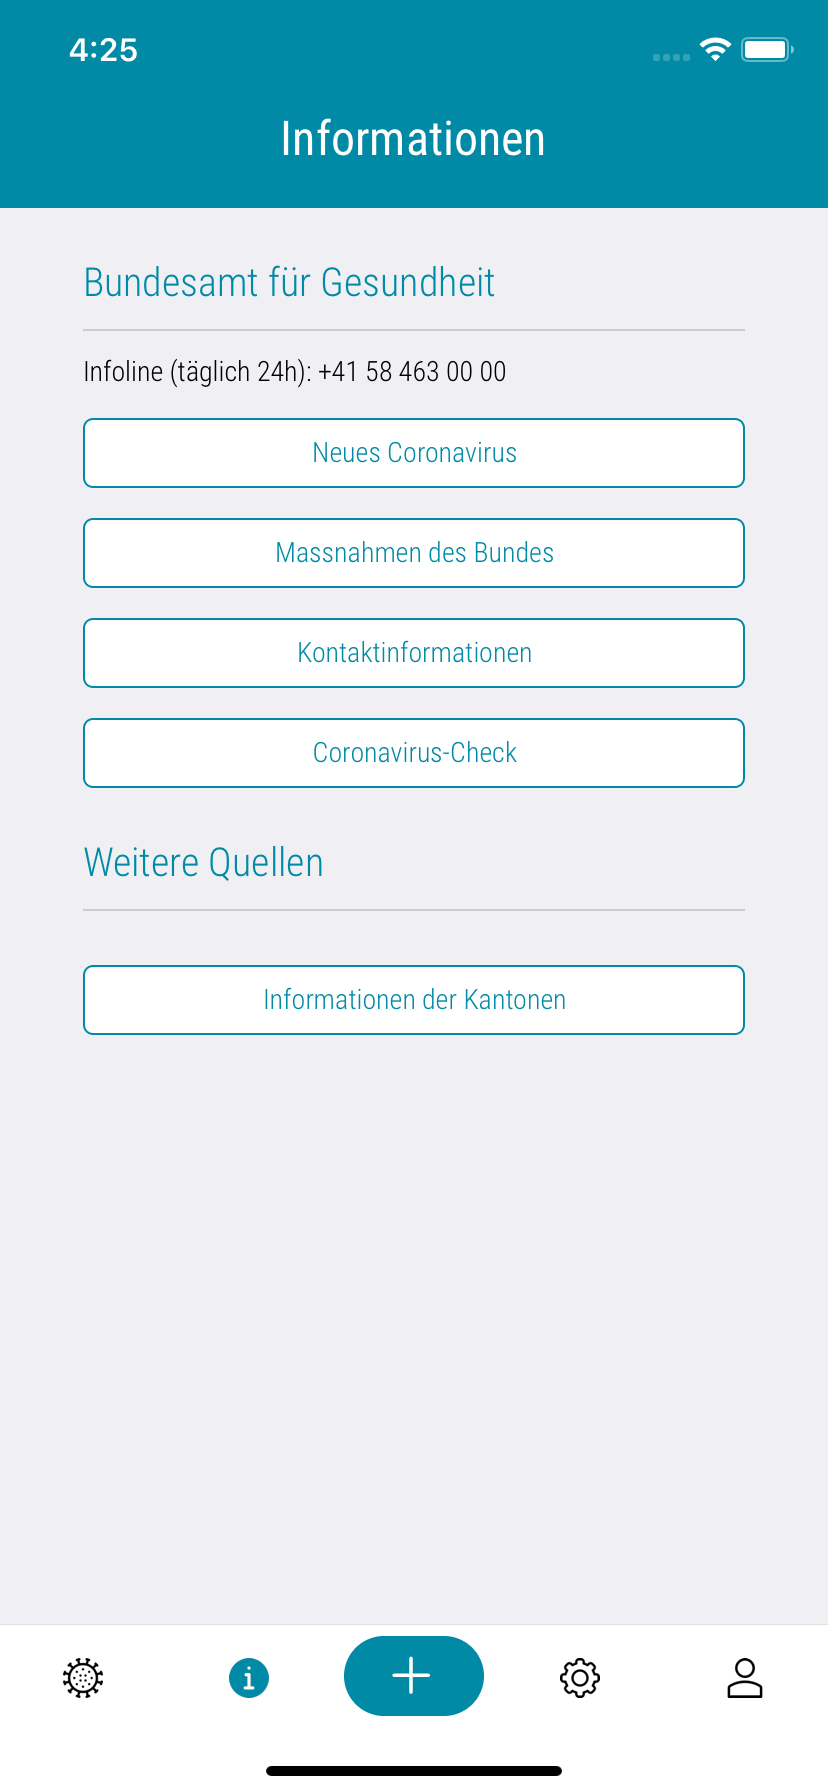 4:25
Informationen
Bundesamt für Gesundheit
Infoline (täglich 24h): +41 58 463 00 00
Neues Coronavirus
Massnahmen des Bundes
Kontaktinformationen
Coronavirus-Check
Weitere Quellen
Informationen der Kantonen